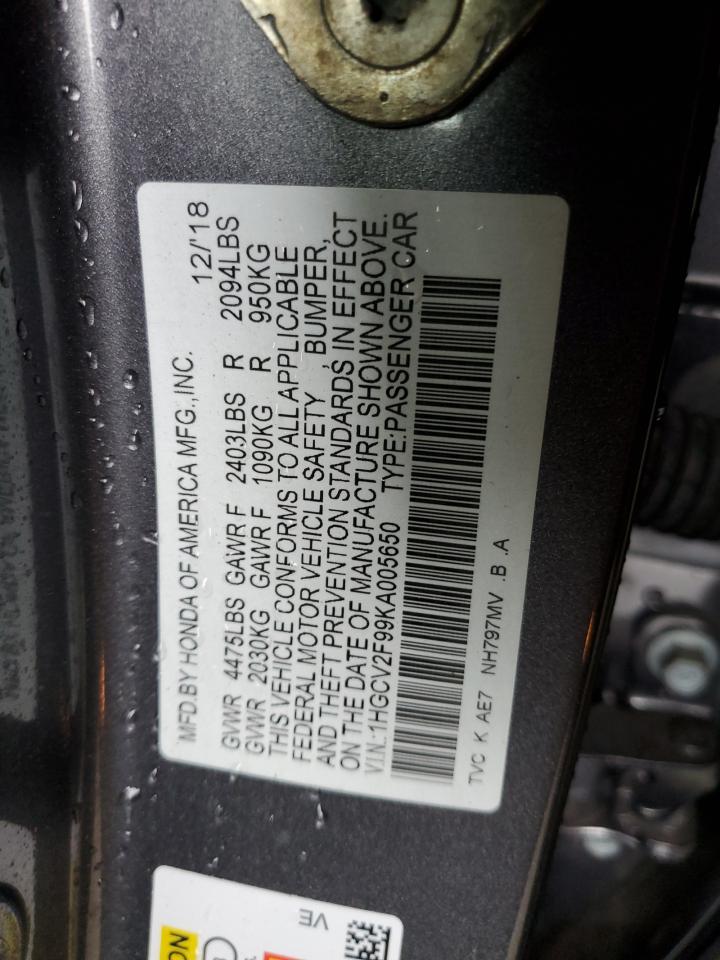 MFD.BY HONDA OF AMERICA MFG.,INC. 12/'18
GVWR 4475LBS GAWR F 2403LBS R 2094LBS
GVWR 2030KG GAWR F 1090KG R 950KG
THIS VEHICLE CONFORMS TO ALL APPLICABLE
FEDERAL MOTOR VEHICLE SAFETY , BUMPER,
AND THEFT PREVENTION STANDARDS, IN EFFECT
ON THE DATE OF MANUFACTURE SHOWN ABOVE.
V.I.N.:1HGCV2F99KA005650 TYPE:PASSENGER CAR
TVC K AE7 NH797MV .B .A
VE
ON